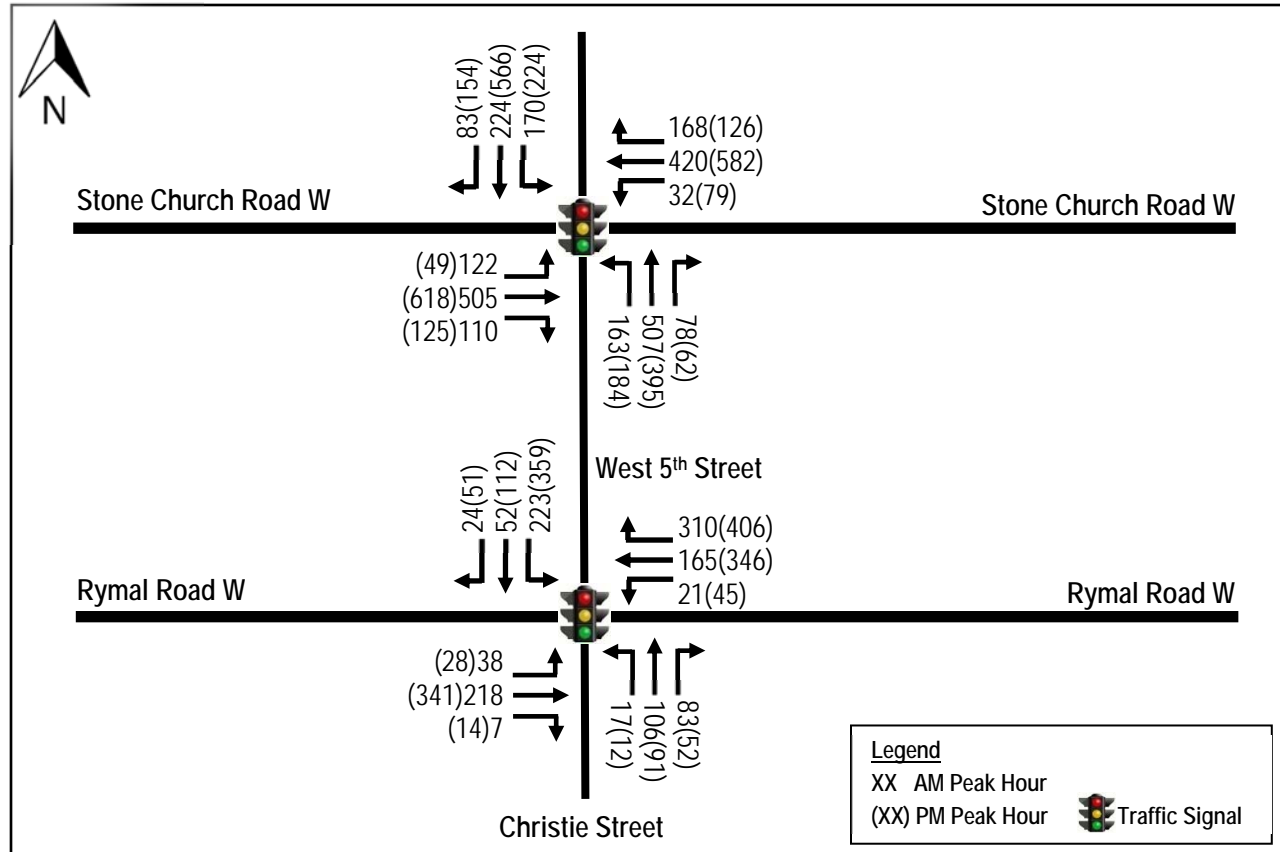 N
83(154)
224(566)
170(224)
168(126)
420(582)
32(79)
Stone Church Road W
Stone Church Road W
(49)122
(618)505
(125)110
163(184)
507(395)
78(62)
West 5th Street
24(51)
52(112)
223(359)
310(406)
165(346)
21(45)
Rymal Road W
Rymal Road W
(28)38
(341)218
(14)7
17(12)
106(91)
83(52)
Christie Street
Legend
XX AM Peak Hour
(XX) PM Peak Hour
Traffic Signal